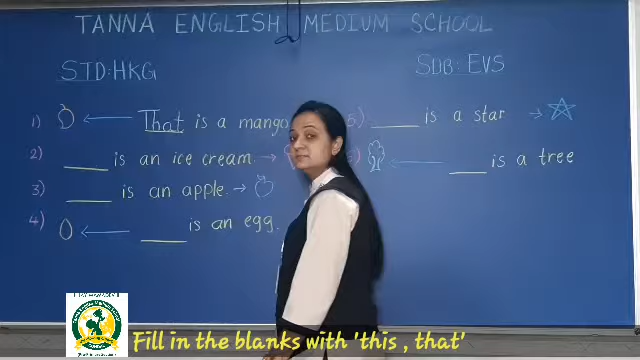 TANNA ENGLISH MEDIUM SCHOOL
STD: HKG
SUB: EVS
1) That is a mango
2) ____ is an ice cream.
3) ____ is an apple.
4) ____ is an egg.
5) ____ is a star
____ is a tree
Fill in the blanks with 'this , that'